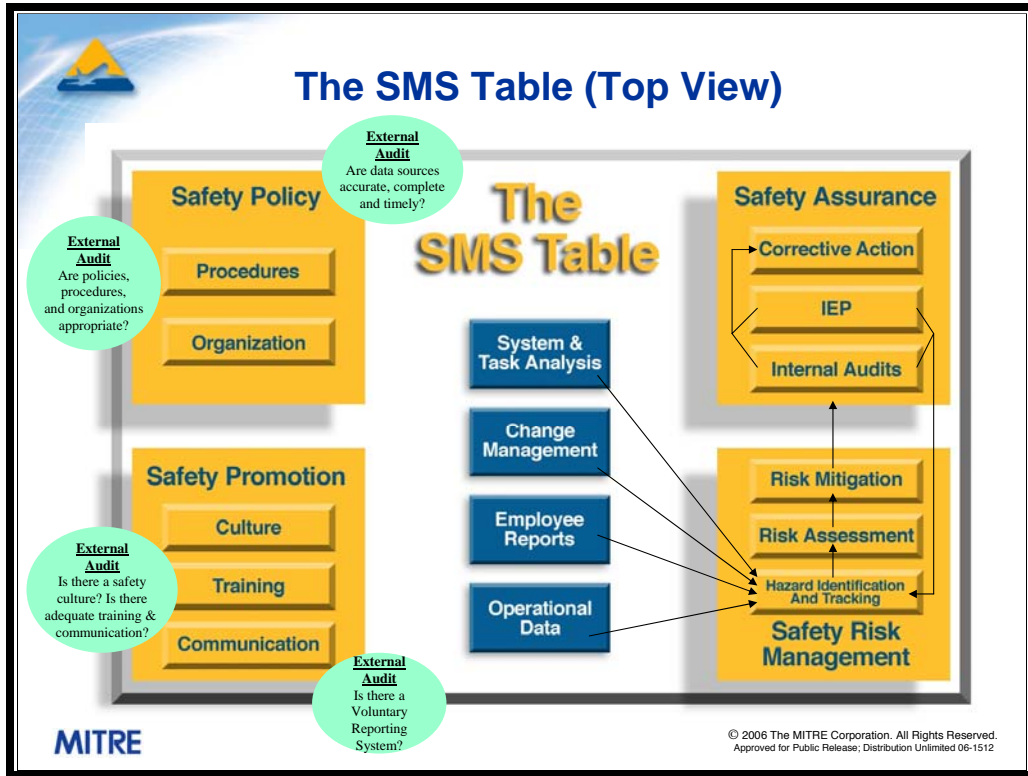 The SMS Table (Top View)
External
Audit
Are data sources
accurate, complete
and timely?
Safety Policy
The
SMS Table
Safety Assurance
External
Audit
Are policies,
procedures,
and organizations
appropriate?
Procedures
Organization
Corrective Action
IEP
Internal Audits
System &
Task Analysis
Change
Management
Employee
Reports
Operational
Data
Safety Promotion
Culture
Training
Communication
External
Audit
Is there a safety
culture? Is there
adequate training &
communication?
Risk Mitigation
Risk Assessment
Hazard Identification
And Tracking
Safety Risk
Management
External
Audit
Is there a
Voluntary
Reporting
System?
MITRE
© 2006 The MITRE Corporation. All Rights Reserved.
Approved for Public Release; Distribution Unlimited 06-1512